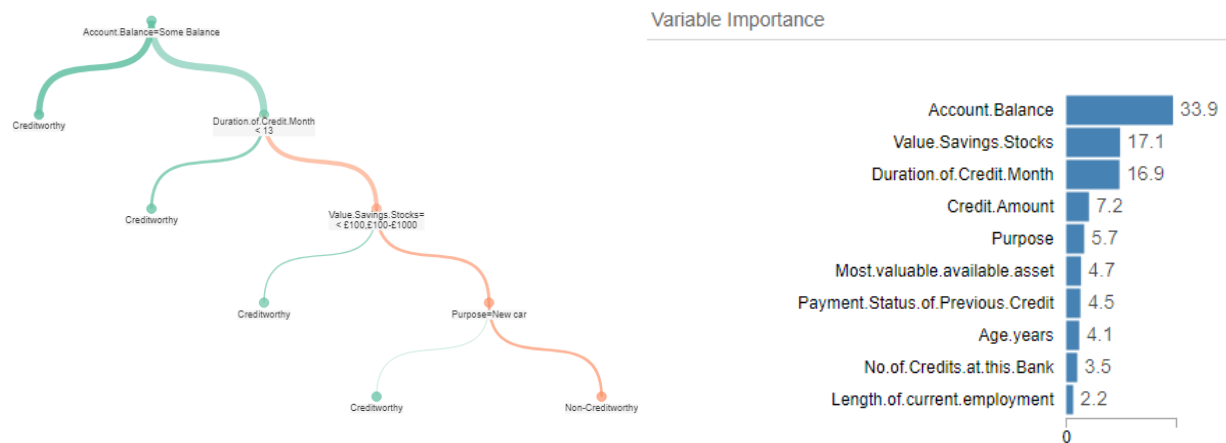 Account.Balance=Some Balance
Creditworthy
Duration.of.Credit.Month
< 13
Creditworthy
Value.Savings.Stocks=
< £100,£100-£1000
Creditworthy
Purpose=New car
Creditworthy
Non-Creditworthy
Variable Importance
Account.Balance 33.9
Value.Savings.Stocks 17.1
Duration.of.Credit.Month 16.9
Credit.Amount 7.2
Purpose 5.7
Most.valuable.available.asset 4.7
Payment.Status.of.Previous.Credit 4.5
Age.years 4.1
No.of.Credits.at.this.Bank 3.5
Length.of.current.employment 2.2
0